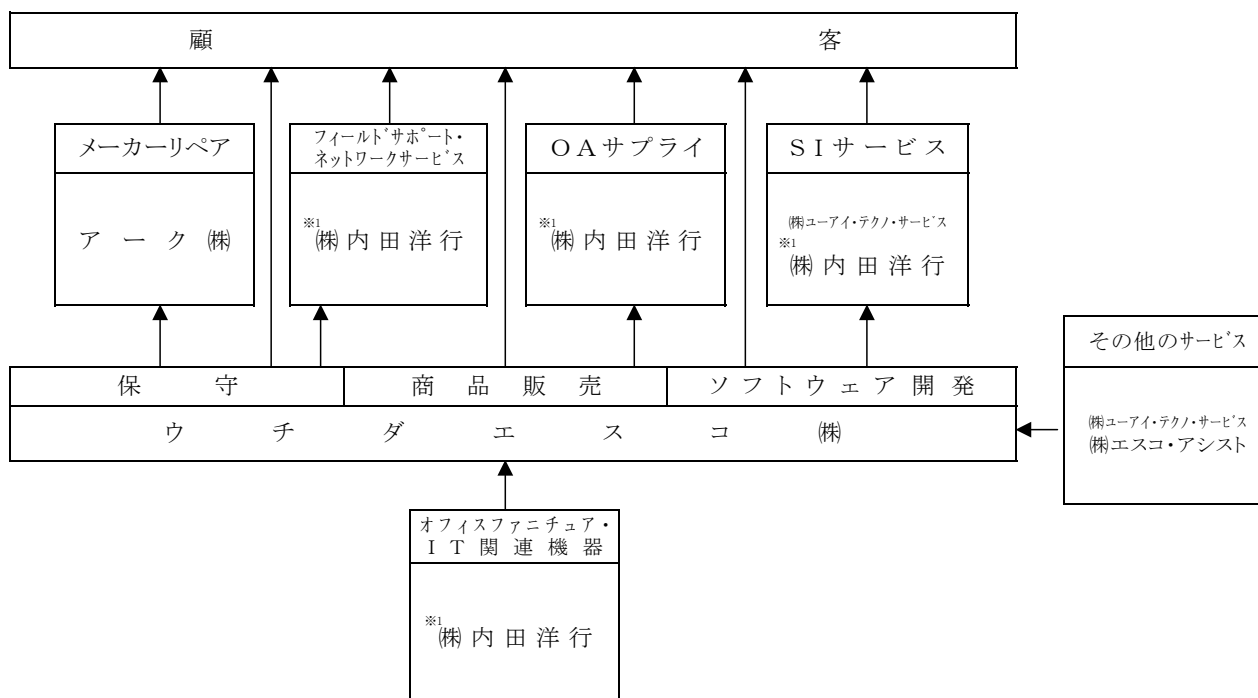 顧客
メーカーリペア
アーク㈱
フィールドサポート・
ネットワークサービス
※1
㈱内田洋行
OAサプライ
※1
㈱内田洋行
SIサービス
㈱ユーアイ・テクノ・サービス
※1
㈱内田洋行
その他のサービス
㈱ユーアイ・テクノ・サービス
㈱エスコ・アシスト
保守
商品販売
ソフトウェア開発
ウチダエスコ㈱
オフィスファニチュア・
IT関連機器
※1
㈱内田洋行